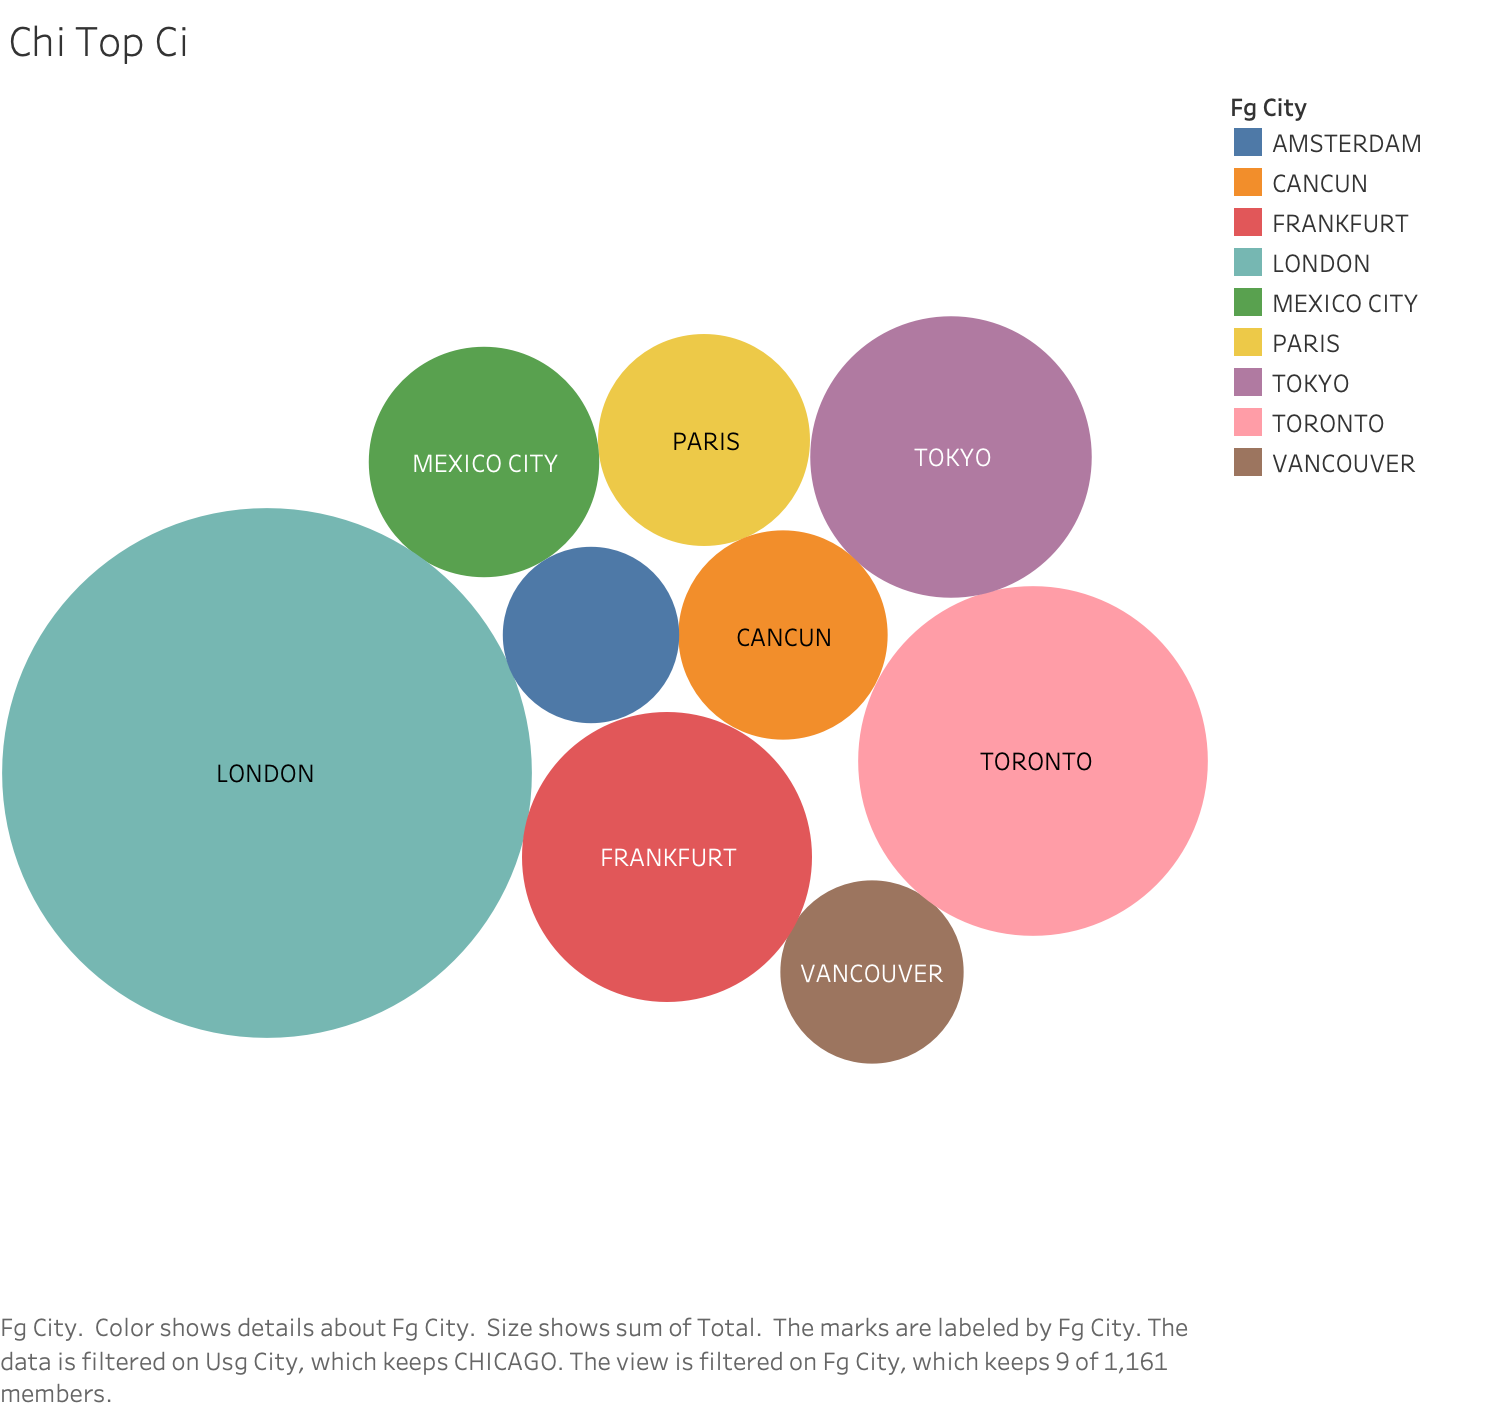 Chi Top Ci
Fg City
AMSTERDAM
CANCUN
FRANKFURT
LONDON
MEXICO CITY
PARIS
TOKYO
TORONTO
VANCOUVER
MEXICO CITY
PARIS
TOKYO
CANCUN
LONDON
TORONTO
FRANKFURT
VANCOUVER
Fg City. Color shows details about Fg City. Size shows sum of Total. The marks are labeled by Fg City. The
data is filtered on Usg City, which keeps CHICAGO. The view is filtered on Fg City, which keeps 9 of 1,161
members.